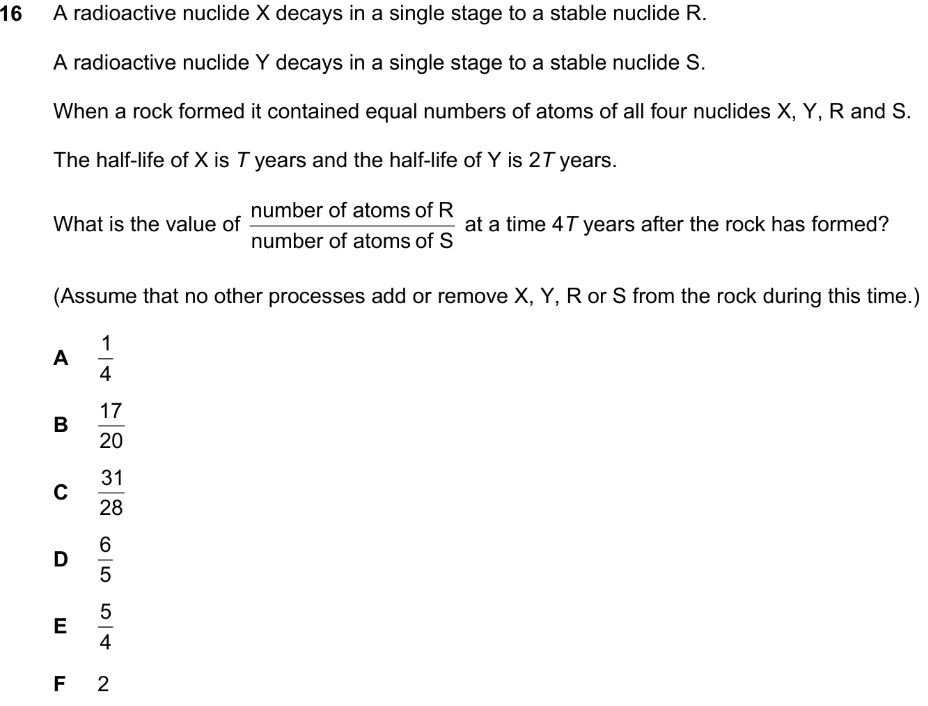 16 A radioactive nuclide X decays in a single stage to a stable nuclide R.
A radioactive nuclide Y decays in a single stage to a stable nuclide S.
When a rock formed it contained equal numbers of atoms of all four nuclides X, Y, R and S.
The half-life of X is T years and the half-life of Y is 2T years.
What is the value of number of atoms of R / number of atoms of S at a time 4T years after the rock has formed?
(Assume that no other processes add or remove X, Y, R or S from the rock during this time.)
A 1/4
B 17/20
C 31/28
D 6/5
E 5/4
F 2